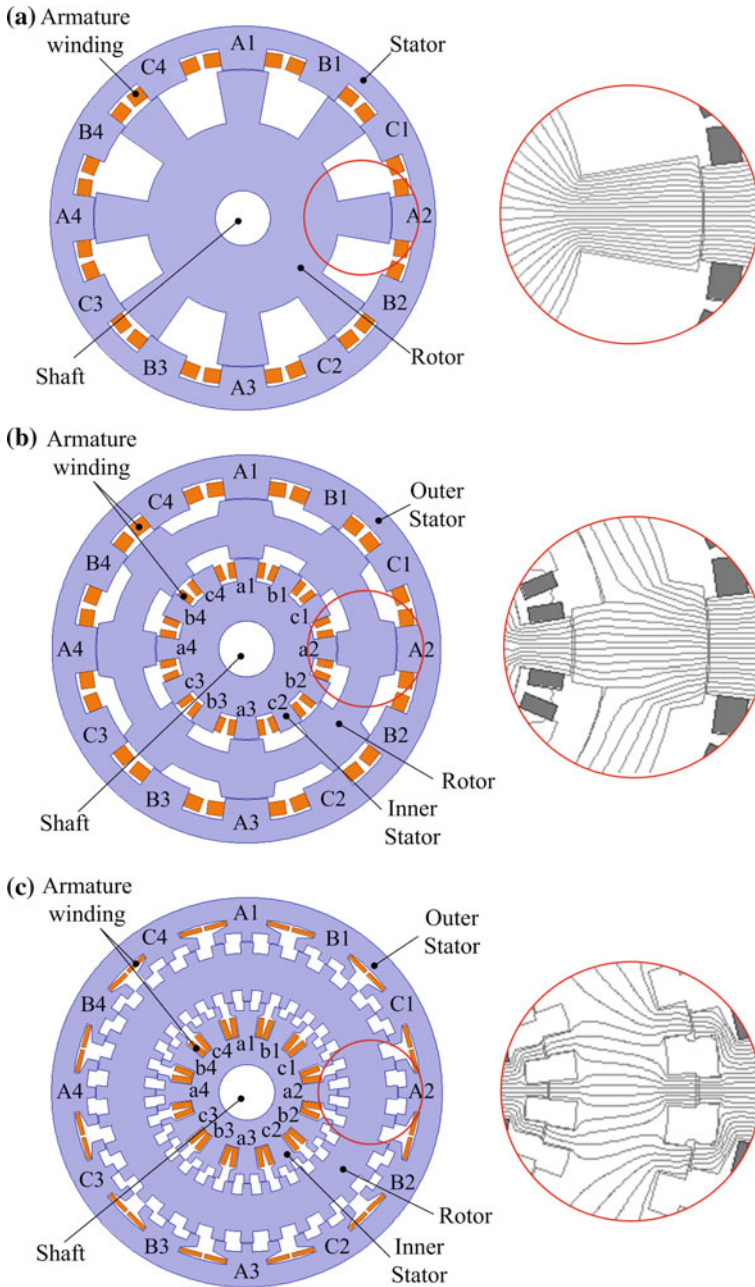 (a)
Armature
winding
A1
C4
B1
Stator
B4
C1
A4
A2
C3
B2
B3
C2
A3
Shaft
Rotor
(b)
Armature
winding
A1
C4
B1
Outer
Stator
B4
C1
a1
c4
b1
b4
c1
A4
a4
a2
A2
c3
b2
b3
c2
a3
C3
B2
B3
C2
A3
Rotor
Shaft
Inner
Stator
(c)
Armature
winding
A1
C4
B1
Outer
Stator
B4
C1
a1
c4
b1
b4
c1
A4
a4
a2
A2
c3
b2
b3
c2
a3
C3
B2
B3
C2
A3
Rotor
Shaft
Inner
Stator